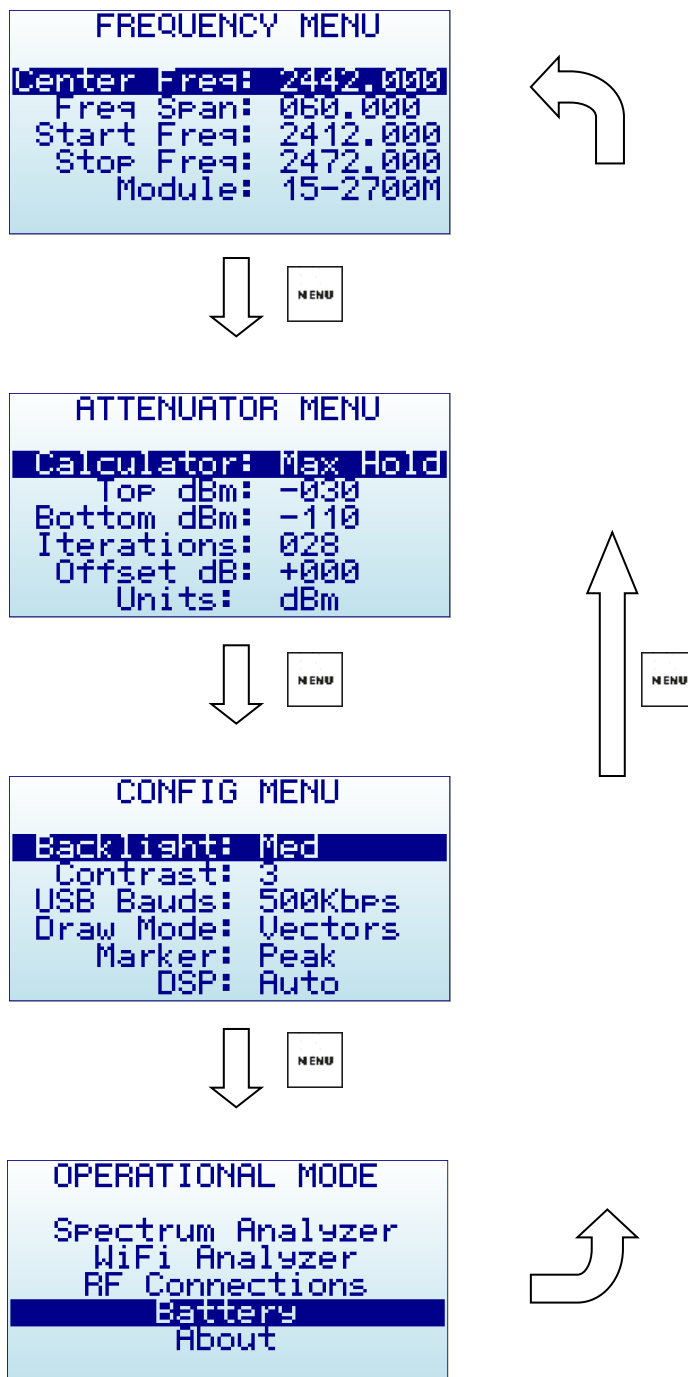 FREQUENCY MENU
Center Freq: 2442.000
Freq Span: 060.000
Start Freq: 2412.000
Stop Freq: 2472.000
Module: 15-2700M
MENU
ATTENUATOR MENU
Calculator: Max Hold
Top dBm: -030
Bottom dBm: -110
Iterations: 028
Offset dB: +000
Units: dBm
MENU
MENU
CONFIG MENU
Backlight: Med
Contrast: 3
USB Bauds: 500Kbps
Draw Mode: Vectors
Marker: Peak
DSP: Auto
MENU
OPERATIONAL MODE
Spectrum Analyzer
WiFi Analyzer
RF Connections
Battery
About